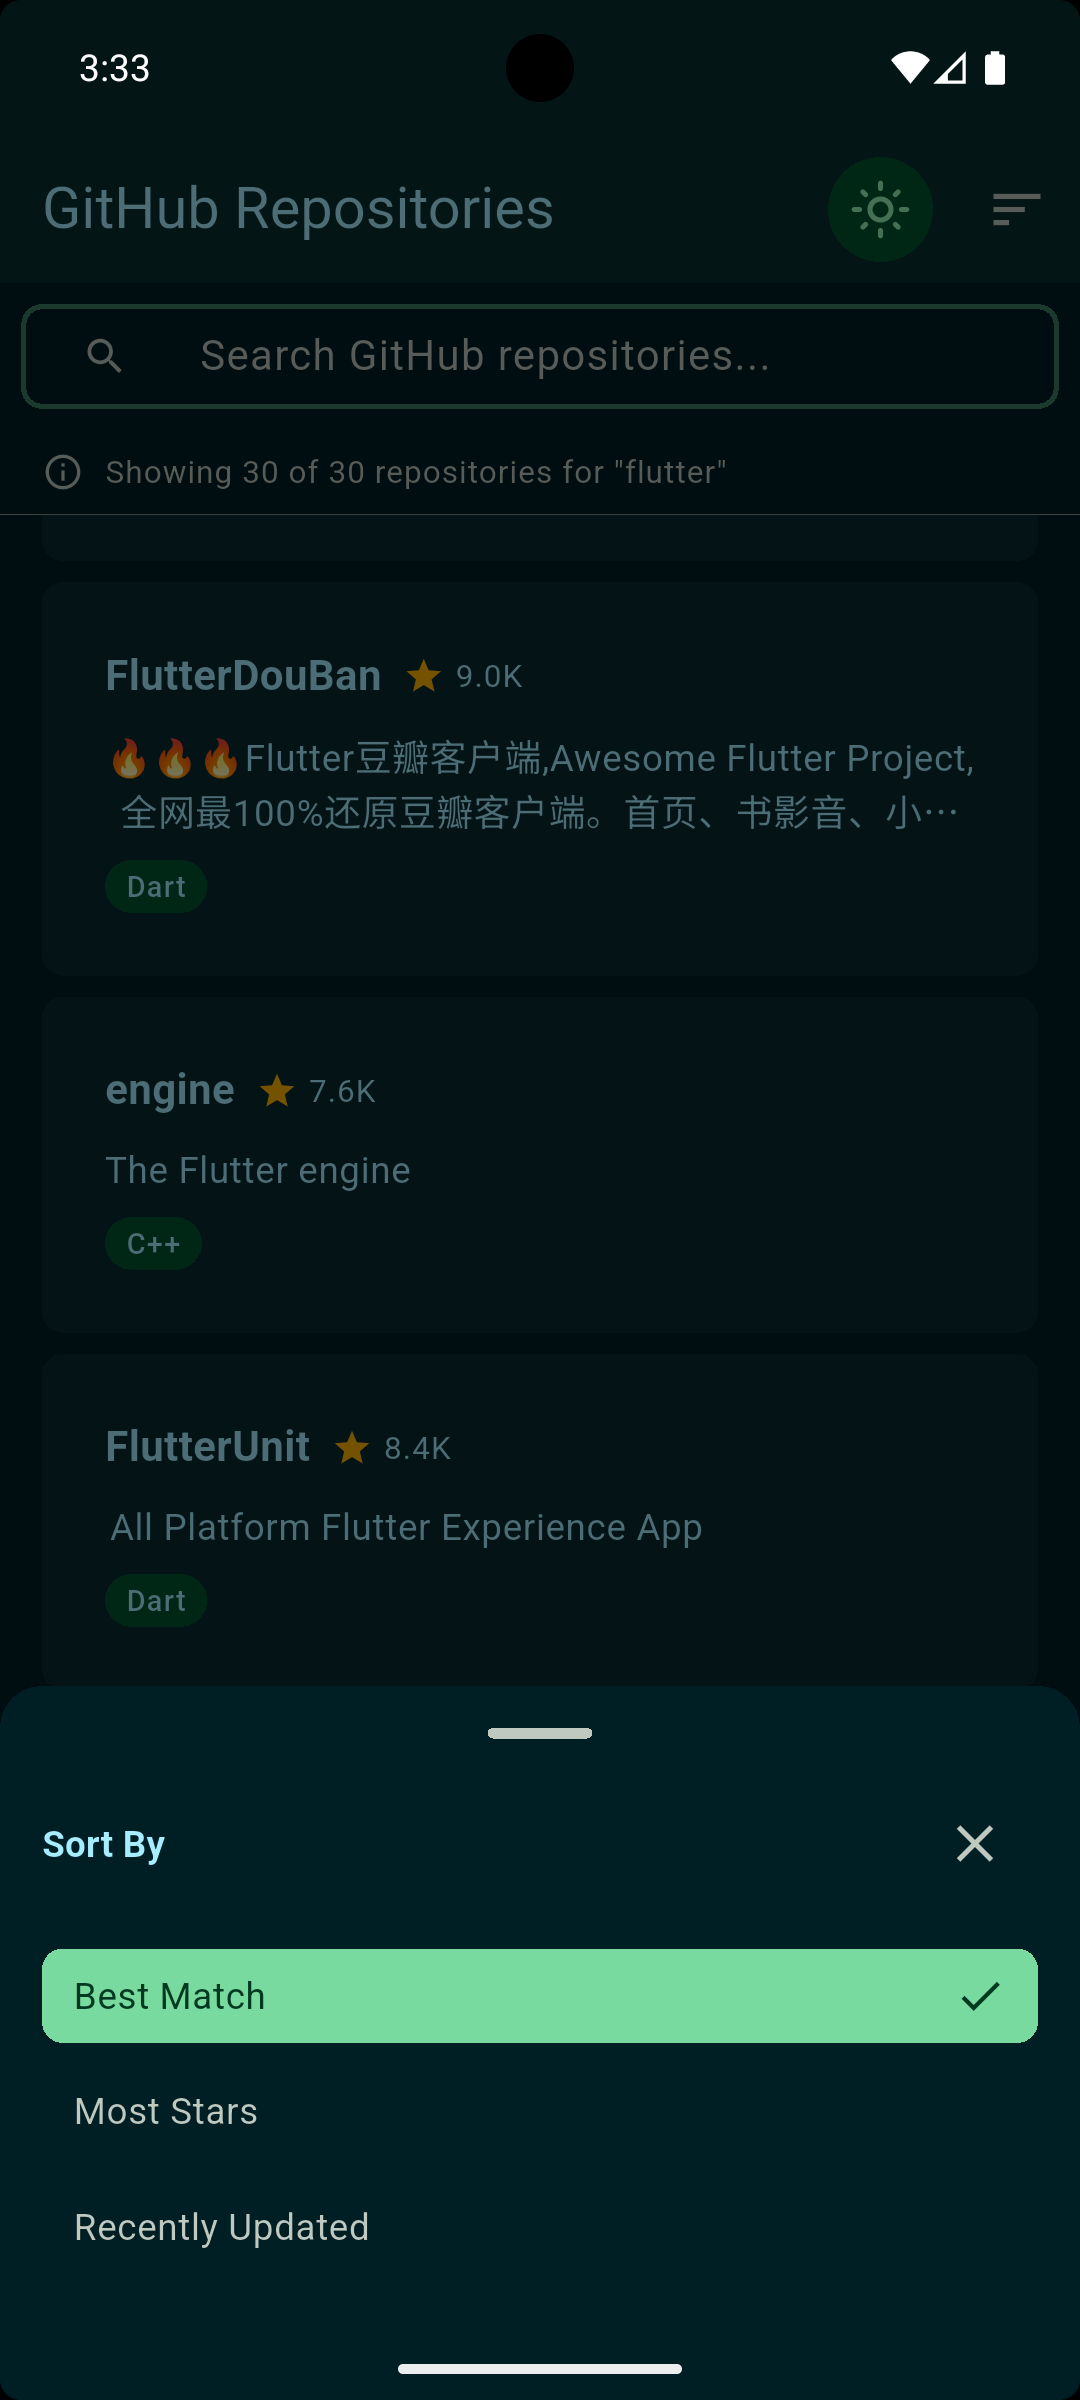 3:33
GitHub Repositories
Search GitHub repositories...
Showing 30 of 30 repositories for "flutter"
FlutterDouBan 9.0K
🔥🔥🔥Flutter豆瓣客户端,Awesome Flutter Project,
全网最100%还原豆瓣客户端。首页、书影音、小…
Dart
engine 7.6K
The Flutter engine
C++
FlutterUnit 8.4K
All Platform Flutter Experience App
Dart
Sort By
Best Match
Most Stars
Recently Updated